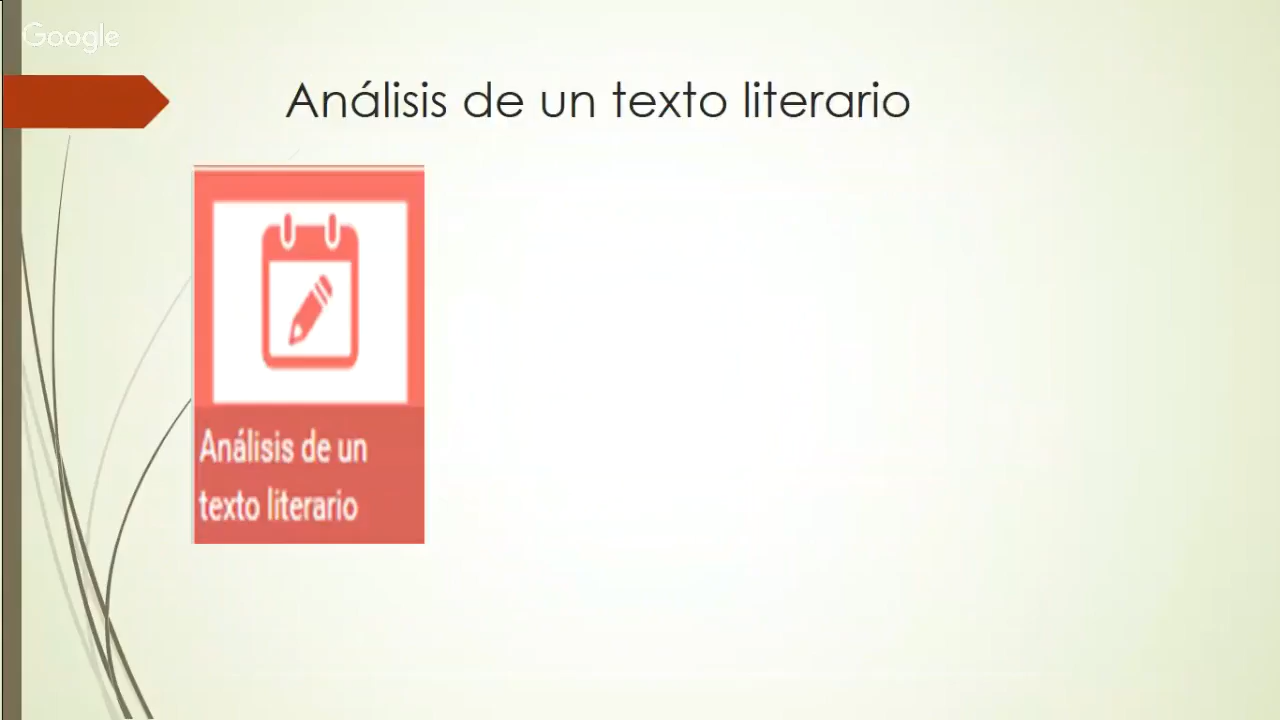 Google
Análisis de un texto literario
Análisis de un
texto literario